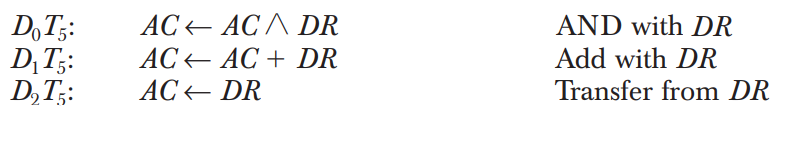 D₀T₅: AC ← AC ∧ DR AND with DR
D₁T₅: AC ← AC + DR Add with DR
D₂T₅: AC ← DR Transfer from DR